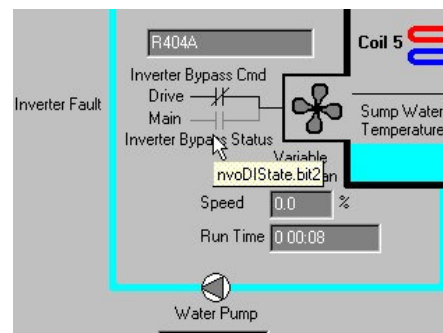 R404A
Coil 5
Inverter Bypass Cmd
Drive
Inverter Fault
Main
Sump Water
Temperature
Inverter Bypass Status
Variable
nvoDIState.bit2
Speed 0.0 %
Run Time 0 00:08
Water Pump